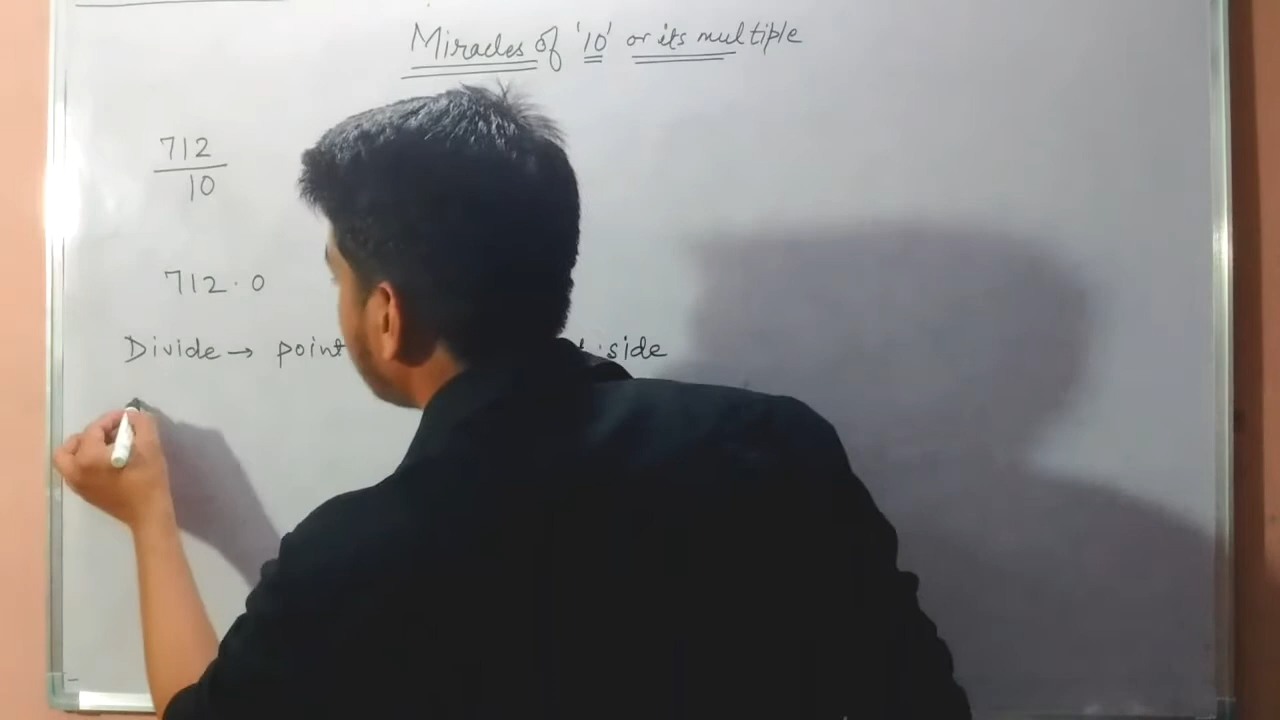 Miracles of '10' or its multiple
712
10
712.0
Divide → point side